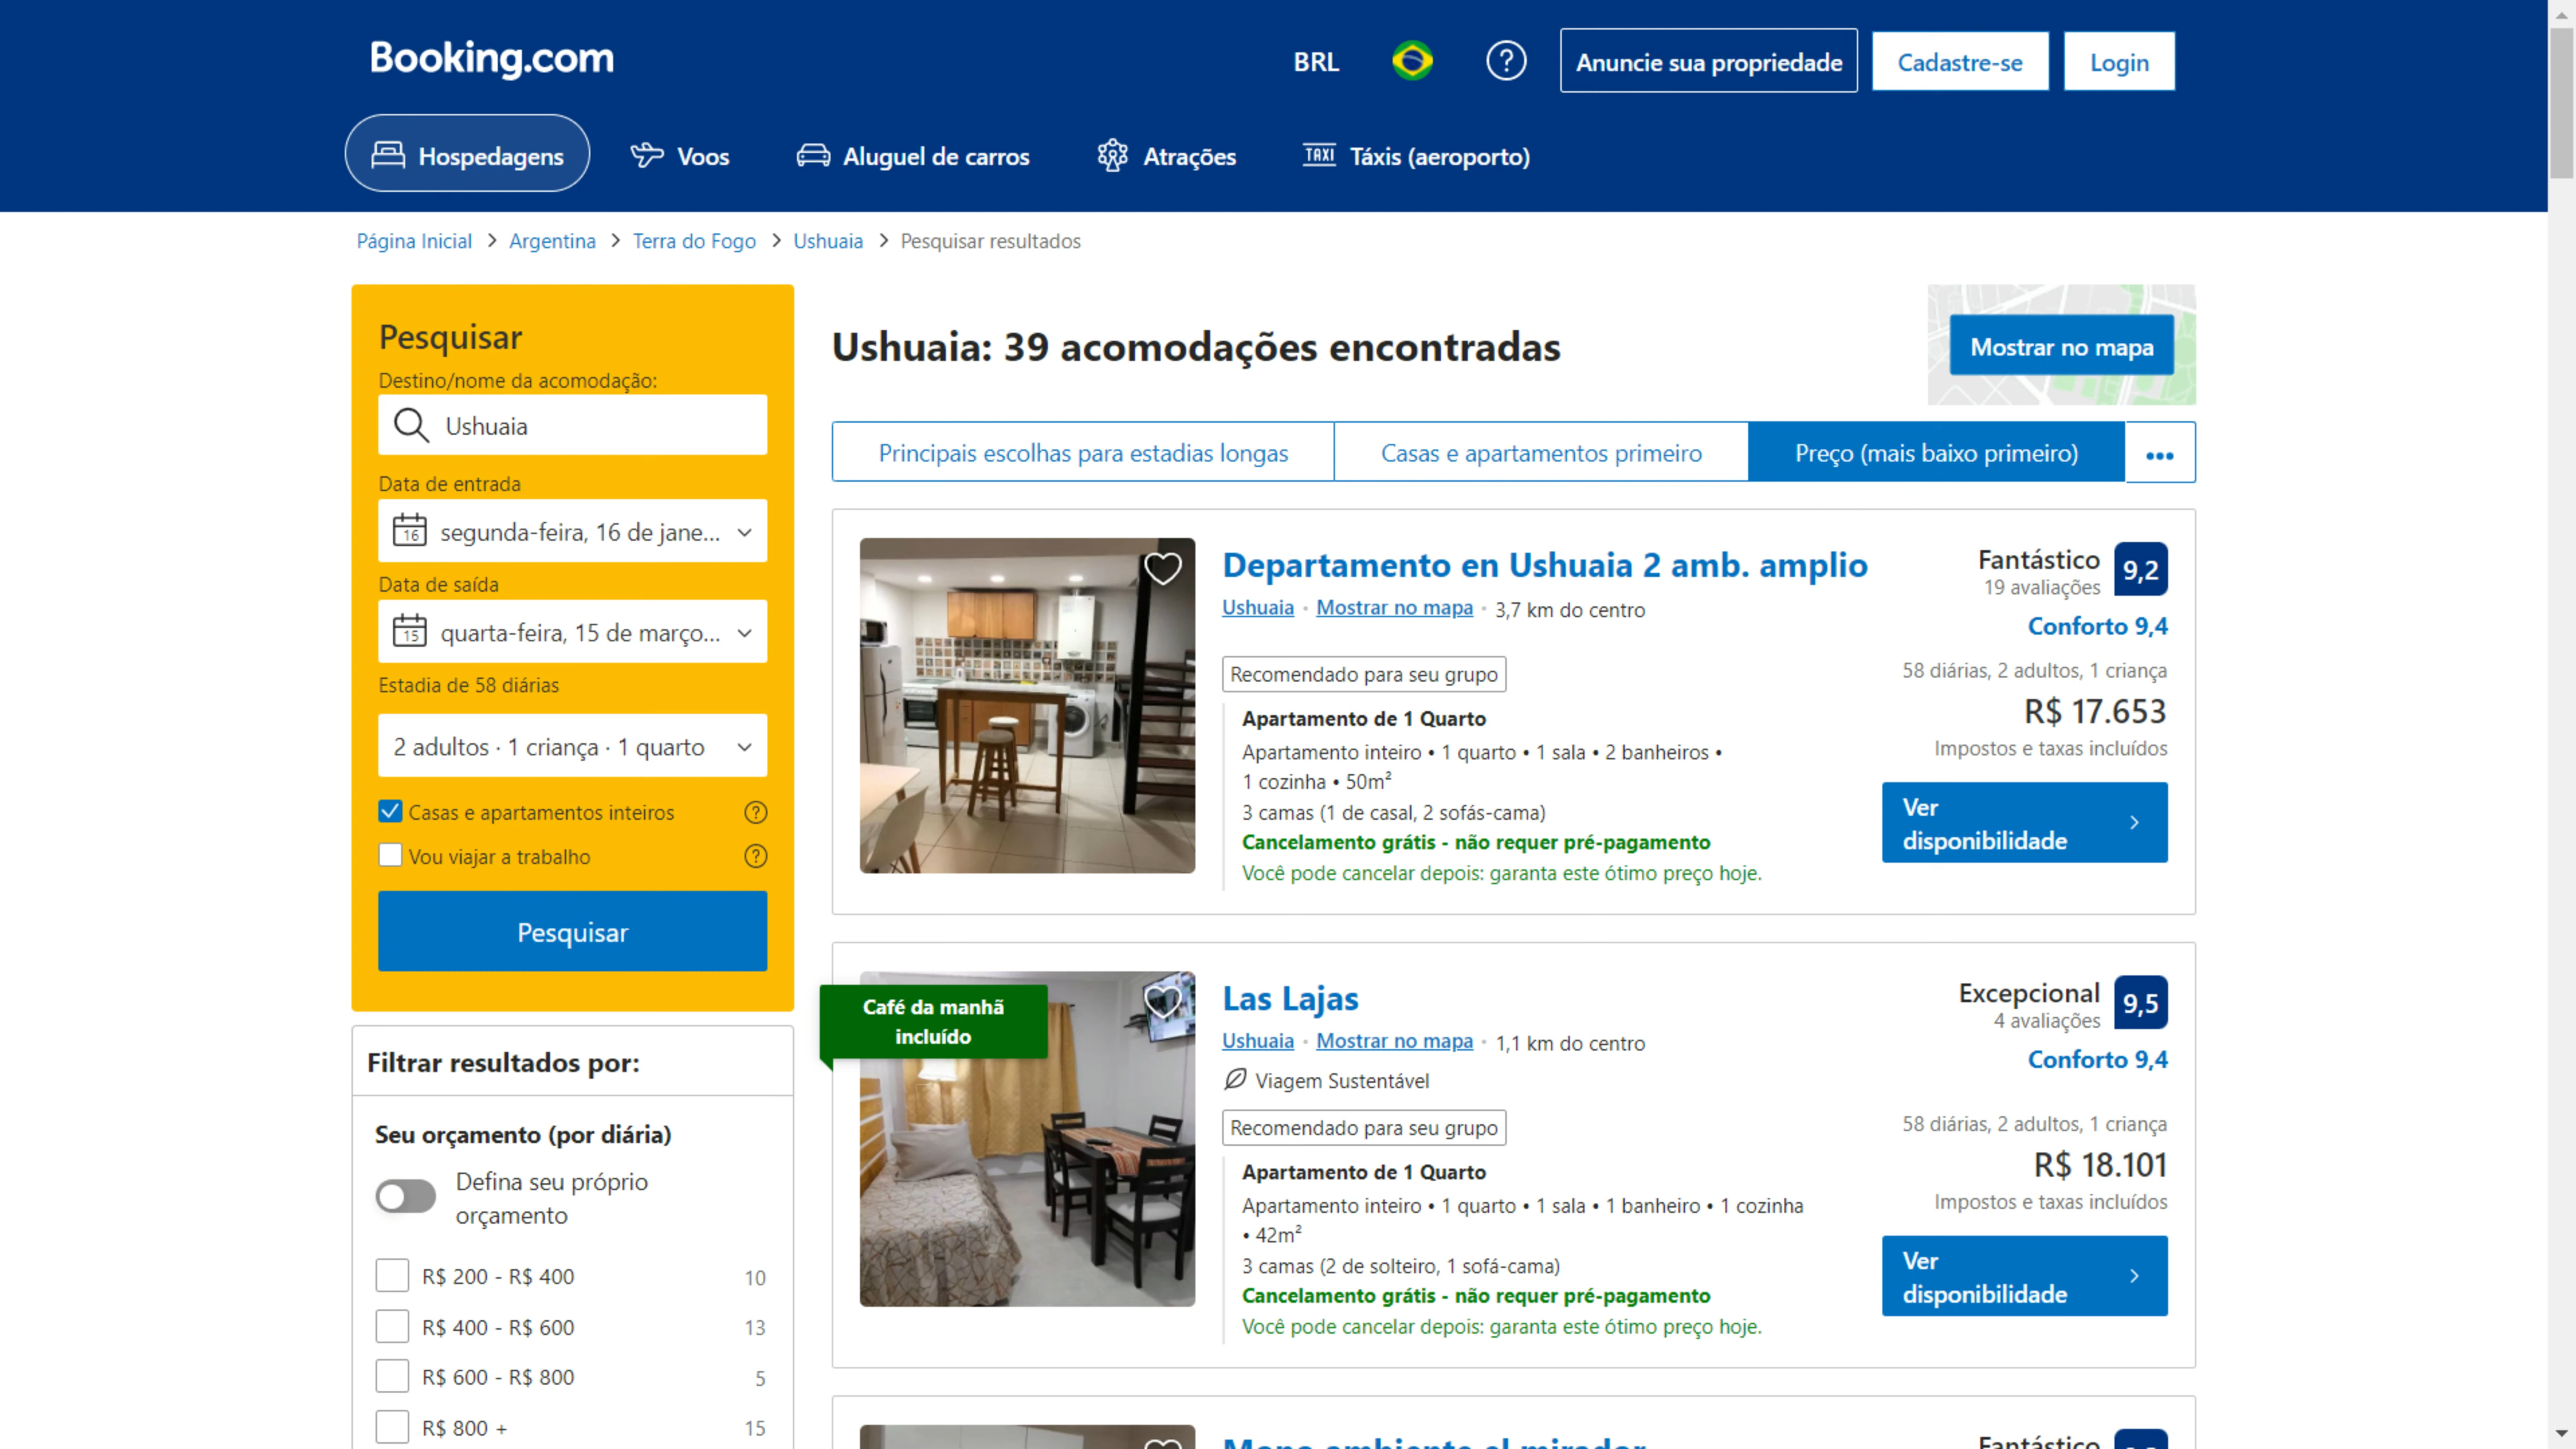 Booking.com
BRL
Anuncie sua propriedade
Cadastre-se
Login
Hospedagens
Voos
Aluguel de carros
Atrações
TAXI Táxis (aeroporto)
Página Inicial > Argentina > Terra do Fogo > Ushuaia > Pesquisar resultados
Pesquisar
Destino/nome da acomodação:
Ushuaia
Data de entrada
16 segunda-feira, 16 de jane...
Data de saída
15 quarta-feira, 15 de março...
Estadia de 58 diárias
2 adultos · 1 criança · 1 quarto
Casas e apartamentos inteiros
Vou viajar a trabalho
Pesquisar
Filtrar resultados por:
Seu orçamento (por diária)
Defina seu próprio
orçamento
R$ 200 - R$ 400 10
R$ 400 - R$ 600 13
R$ 600 - R$ 800 5
R$ 800 + 15
Ushuaia: 39 acomodações encontradas
Mostrar no mapa
Principais escolhas para estadias longas
Casas e apartamentos primeiro
Preço (mais baixo primeiro)
Departamento en Ushuaia 2 amb. amplio
Ushuaia · Mostrar no mapa · 3,7 km do centro
Recomendado para seu grupo
Apartamento de 1 Quarto
Apartamento inteiro • 1 quarto • 1 sala • 2 banheiros •
1 cozinha • 50m²
3 camas (1 de casal, 2 sofás-cama)
Cancelamento grátis - não requer pré-pagamento
Você pode cancelar depois: garanta este ótimo preço hoje.
Fantástico 9,2
19 avaliações
Conforto 9,4
58 diárias, 2 adultos, 1 criança
R$ 17.653
Impostos e taxas incluídos
Ver
disponibilidade
Café da manhã
incluído
Las Lajas
Ushuaia · Mostrar no mapa · 1,1 km do centro
Viagem Sustentável
Recomendado para seu grupo
Apartamento de 1 Quarto
Apartamento inteiro • 1 quarto • 1 sala • 1 banheiro • 1 cozinha
• 42m²
3 camas (2 de solteiro, 1 sofá-cama)
Cancelamento grátis - não requer pré-pagamento
Você pode cancelar depois: garanta este ótimo preço hoje.
Excepcional 9,5
4 avaliações
Conforto 9,4
58 diárias, 2 adultos, 1 criança
R$ 18.101
Impostos e taxas incluídos
Ver
disponibilidade
ambiente el mirador
Fantástico